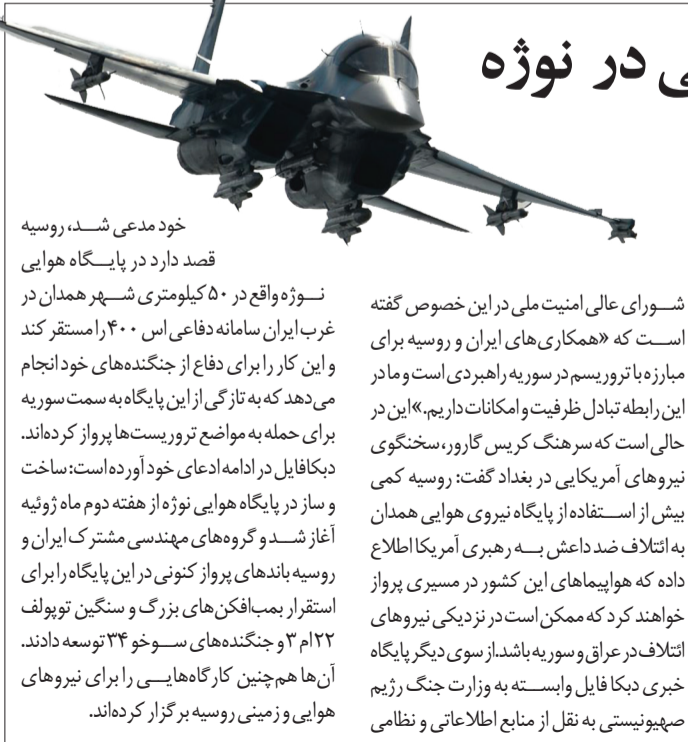 ی در نوژه
شورای عالی امنیت ملی در این خصوص گفته
است که «همکاری‌های ایران و روسیه برای
مبارزه با تروریسم در سوریه راهبردی است و ما در
این رابطه تبادل ظرفیت و امکانات داریم.» این در
حالی است که سرهنگ کریس گارور، سخنگوی
نیروهای آمریکایی در بغداد گفت: روسیه کمی
بیش از استفاده از پایگاه نیروی هوایی همدان
به ائتلاف ضد داعش به رهبری آمریکا اطلاع
داده که هواپیماهای این کشور در مسیری پرواز
خواهند کرد که ممکن است در نزدیکی نیروهای
ائتلاف در عراق و سوریه باشد. از سوی دیگر پایگاه
خبری دبکا فایل وابسته به وزارت جنگ رژیم
صهیونیستی به نقل از منابع اطلاعاتی و نظامی
خود مدعی شد، روسیه
قصد دارد در پایگاه هوایی
نوژه واقع در ۵۰ کیلومتری شهر همدان در
غرب ایران سامانه دفاعی اس ۴۰۰ را مستقر کند
و این کار را برای دفاع از جنگنده‌های خود انجام
می‌دهد که به تازگی از این پایگاه به سمت سوریه
برای حمله به مواضع تروریست‌ها پرواز کرده‌اند.
دبکافایل در ادامه ادعای خود آورده است: ساخت
و ساز در پایگاه هوایی نوژه از هفته دوم ماه ژوئیه
آغاز شد و گروه‌های مهندسی مشترک ایران و
روسیه باندهای پرواز کنونی در این پایگاه را برای
استقرار بمب‌افکن‌های بزرگ و سنگین توپولف
۲۲ام ۳ و جنگنده‌های سوخو ۳۴ توسعه دادند.
آن‌ها هم‌چنین کارگاه‌هایی را برای نیروهای
هوایی و زمینی روسیه برگزار کرده‌اند.